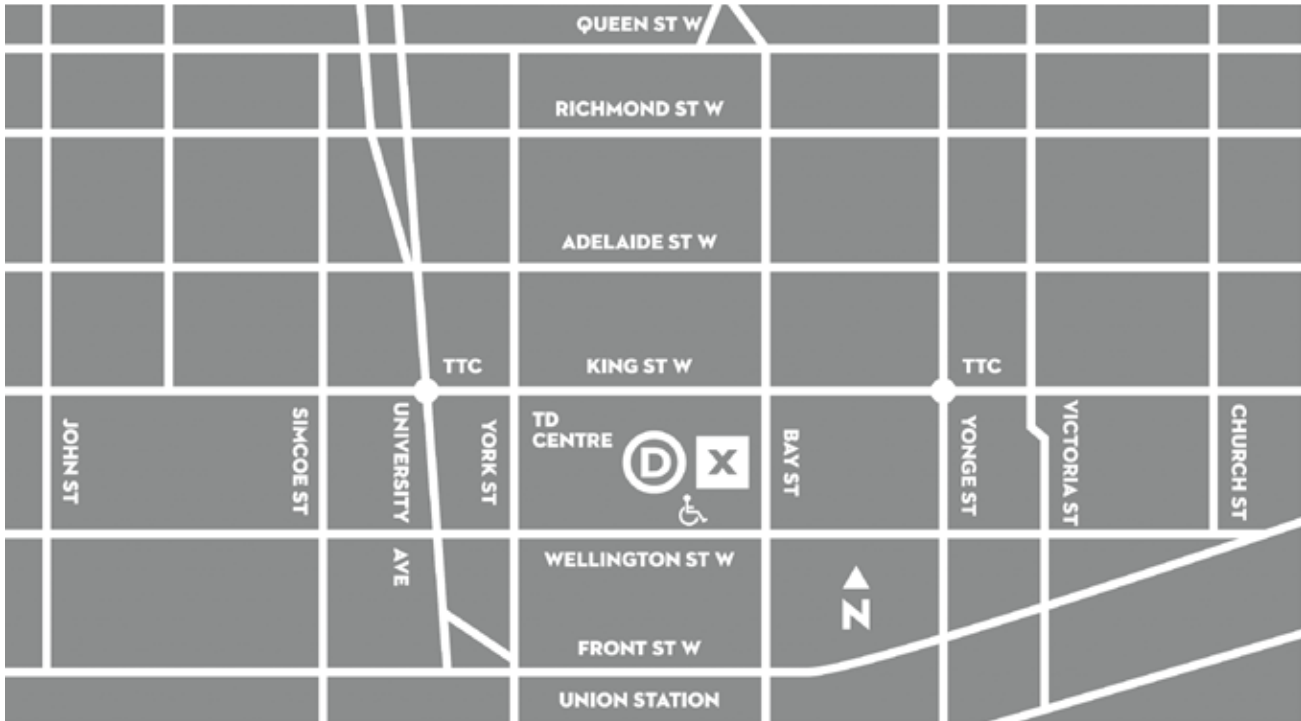 QUEEN ST W
RICHMOND ST W
ADELAIDE ST W
TTC
KING ST W
TTC
JOHN ST
SIMCOE ST
UNIVERSITY AVE
YORK ST
TD
CENTRE
D
X
BAY ST
YONGE ST
VICTORIA ST
CHURCH ST
WELLINGTON ST W
N
FRONT ST W
UNION STATION